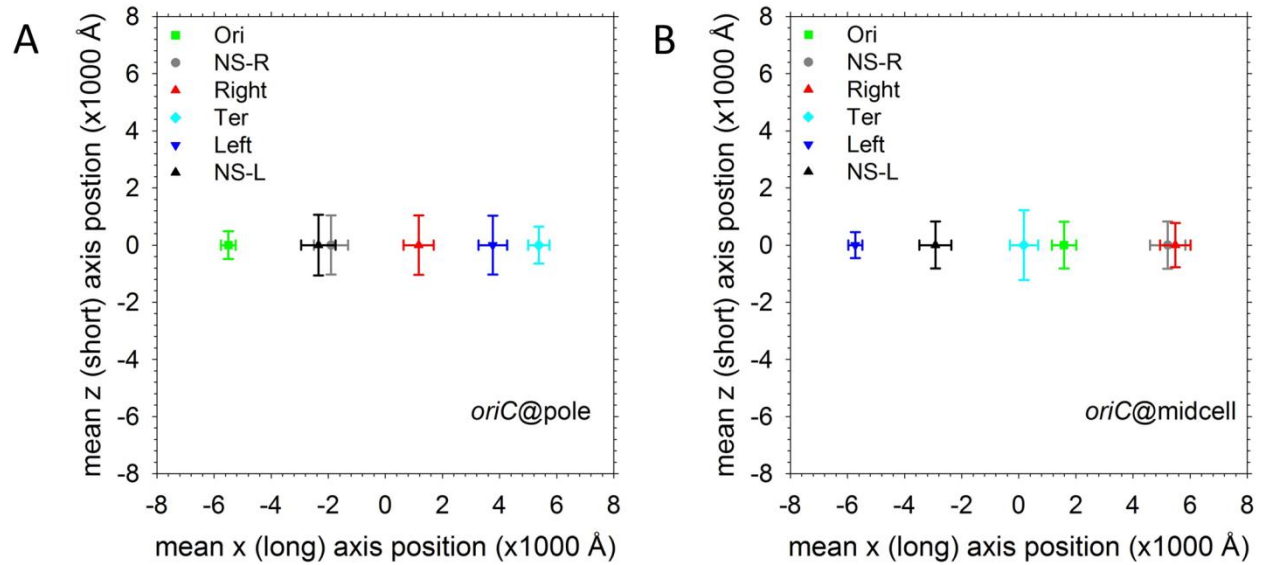 A
mean z (short) axis postion (x1000 Å)
8
6
4
2
0
-2
-4
-6
-8
Ori
NS-R
Right
Ter
Left
NS-L
oriC@pole
-8 -6 -4 -2 0 2 4 6 8
mean x (long) axis position (x1000 Å)
B
mean z (short) axis postion (x1000 Å)
8
6
4
2
0
-2
-4
-6
-8
Ori
NS-R
Right
Ter
Left
NS-L
oriC@midcell
-8 -6 -4 -2 0 2 4 6 8
mean x (long) axis position (x1000 Å)